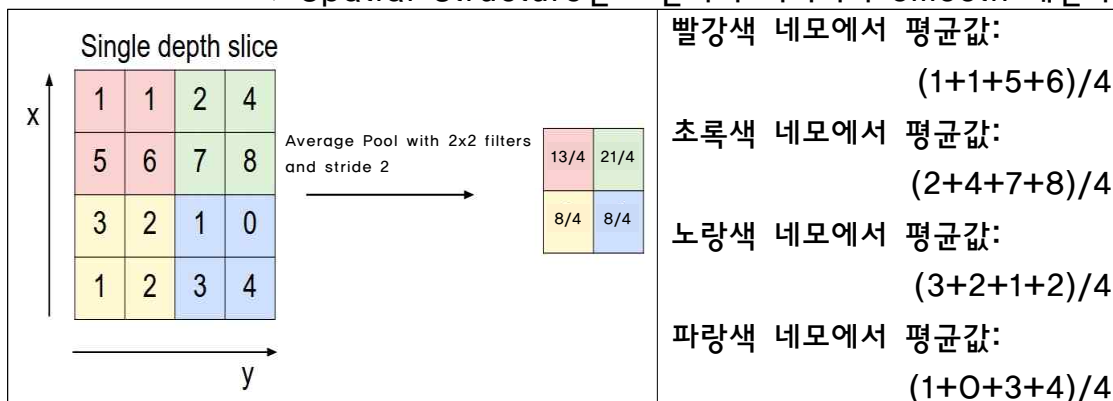 Single depth slice
x
1 1 2 4
5 6 7 8
3 2 1 0
1 2 3 4
y
Average Pool with 2x2 filters
and stride 2
13/4 21/4
8/4 8/4
빨강색 네모에서 평균값:
(1+1+5+6)/4
초록색 네모에서 평균값:
(2+4+7+8)/4
노랑색 네모에서 평균값:
(3+2+1+2)/4
파랑색 네모에서 평균값:
(1+0+3+4)/4